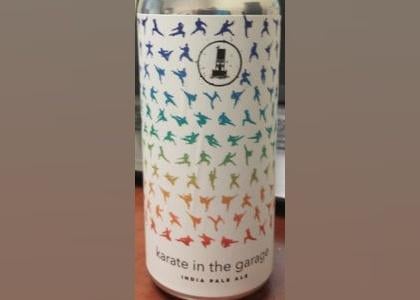 karate in the garage
INDIA PALE ALE